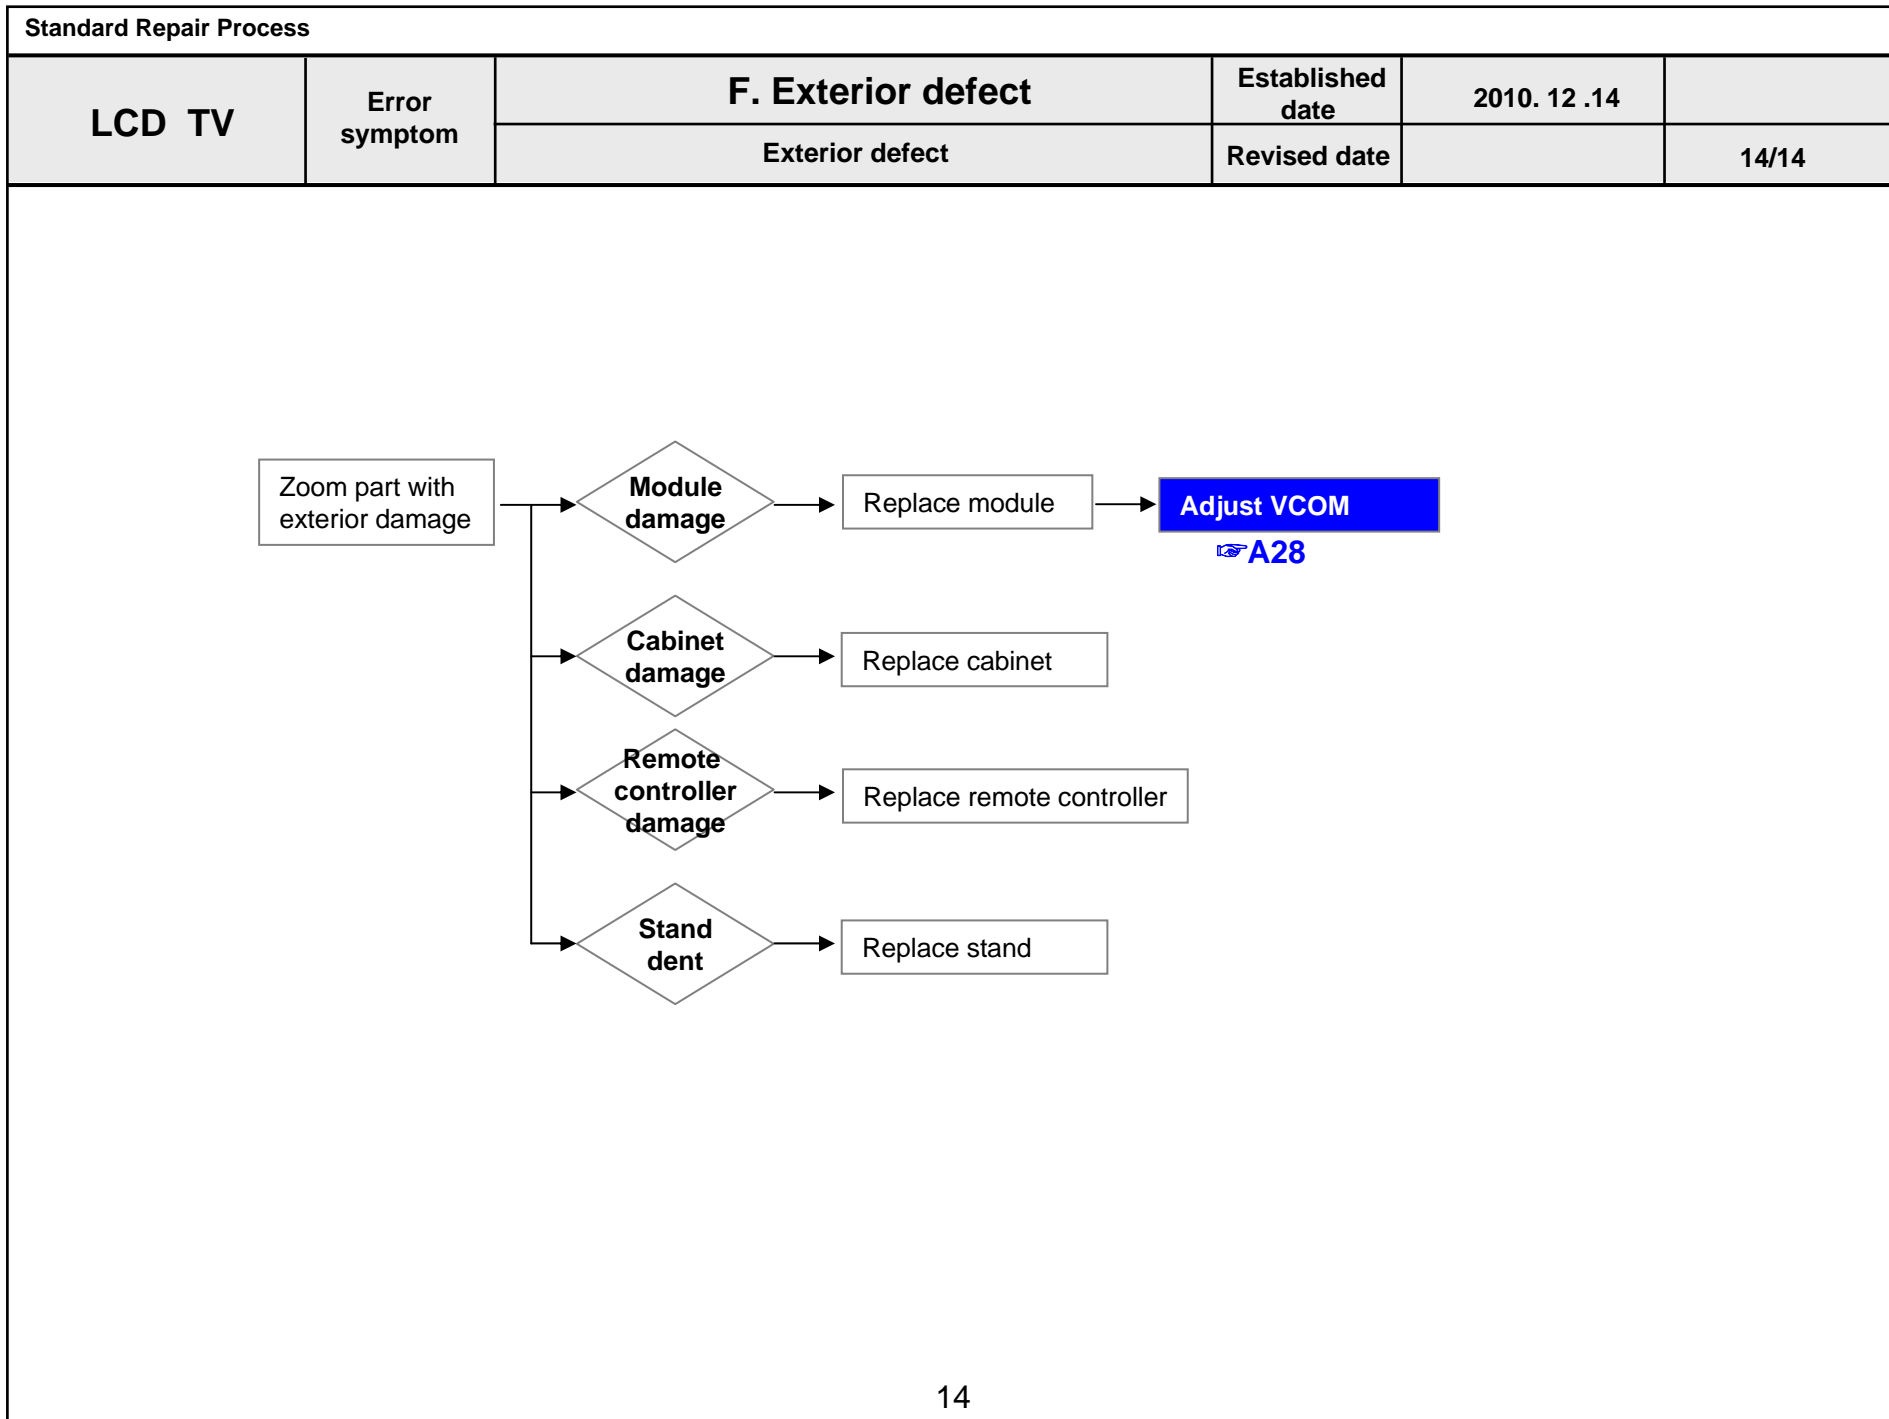 Standard Repair Process
LCD TV
Error
symptom
F. Exterior defect
Exterior defect
Established
date
2010. 12 .14
Revised date
14/14
Zoom part with
exterior damage
Module
damage
Replace module
Adjust VCOM
☞A28
Cabinet
damage
Replace cabinet
Remote
controller
damage
Replace remote controller
Stand
dent
Replace stand
14